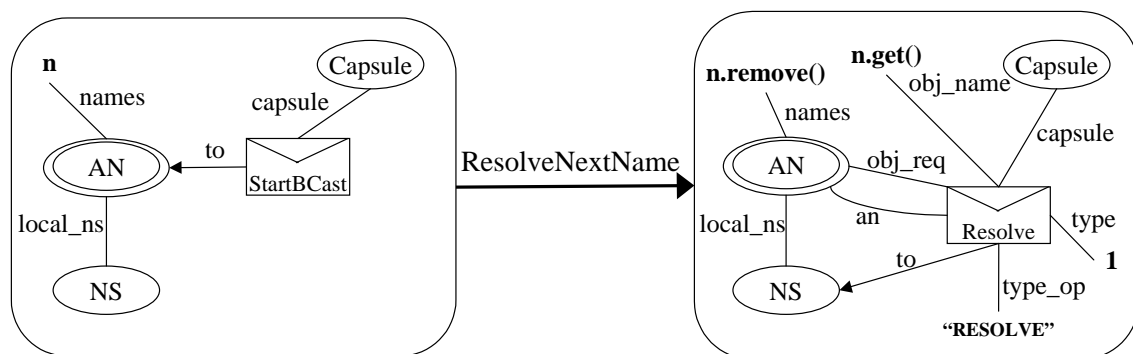 n
names
capsule
Capsule
AN
to
StartBCast
local_ns
NS
ResolveNextName
n.remove()
n.get()
names
obj_name
Capsule
capsule
AN
obj_req
an
local_ns
Resolve
type
1
NS
to
type_op
“RESOLVE”